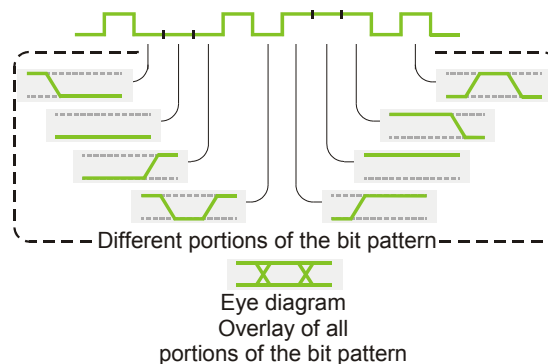 Different portions of the bit pattern
Eye diagram
Overlay of all
portions of the bit pattern